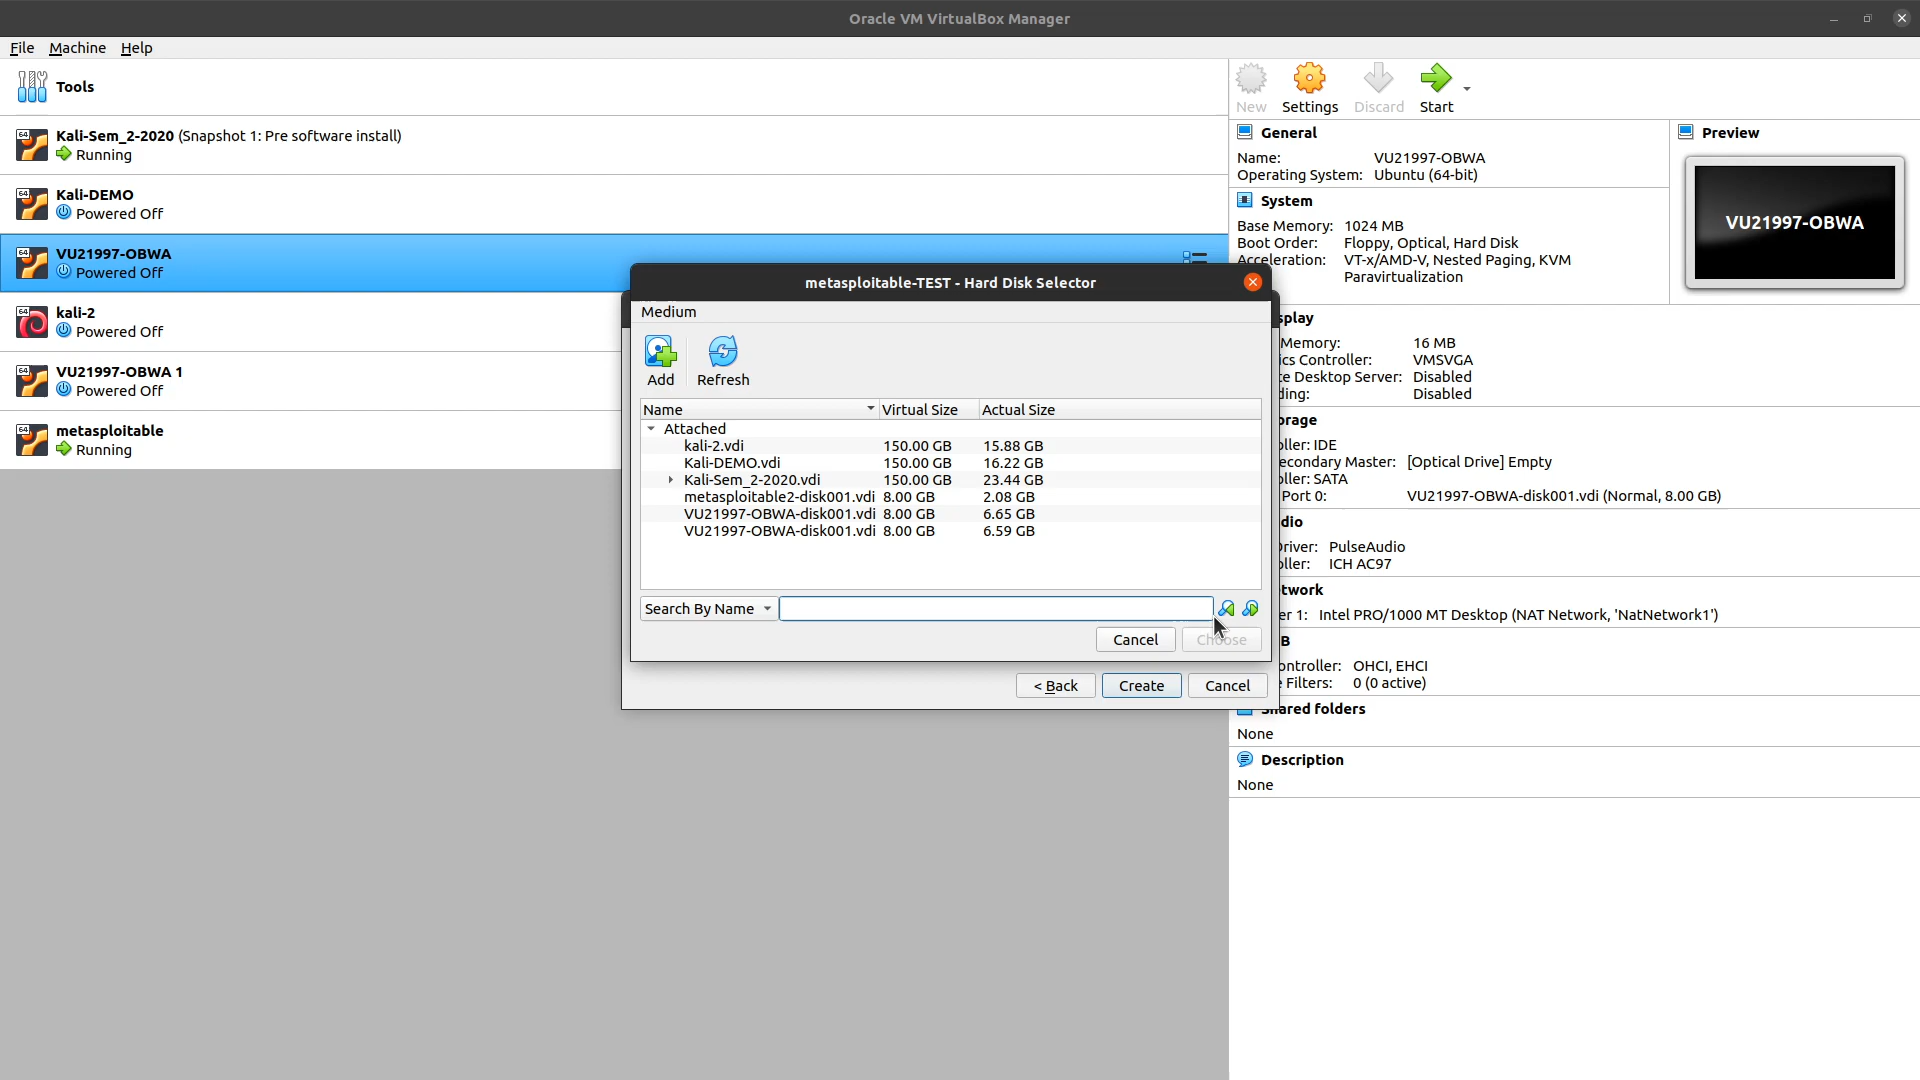 Oracle VM VirtualBox Manager
File Machine Help
Tools
64 Kali-Sem_2-2020 (Snapshot 1: Pre software install)
Running
64 Kali-DEMO
Powered Off
64 VU21997-OBWA
Powered Off
64 kali-2
Powered Off
64 VU21997-OBWA 1
Powered Off
64 metasploitable
Running
New Settings Discard Start
General
Name: VU21997-OBWA
Operating System: Ubuntu (64-bit)
System
Base Memory: 1024 MB
Boot Order: Floppy, Optical, Hard Disk
Acceleration: VT-x/AMD-V, Nested Paging, KVM
Paravirtualization
Preview
VU21997-OBWA
splay
Memory: 16 MB
ics Controller: VMSVGA
te Desktop Server: Disabled
ding: Disabled
orage
oller: IDE
econdary Master: [Optical Drive] Empty
oller: SATA
Port 0: VU21997-OBWA-disk001.vdi (Normal, 8.00 GB)
dio
Driver: PulseAudio
oller: ICH AC97
twork
er 1: Intel PRO/1000 MT Desktop (NAT Network, 'NatNetwork1')
B
ontroller: OHCI, EHCI
e Filters: 0 (0 active)
Shared folders
None
Description
None
metasploitable-TEST - Hard Disk Selector
Medium
Add Refresh
Name Virtual Size Actual Size
Attached
kali-2.vdi 150.00 GB 15.88 GB
Kali-DEMO.vdi 150.00 GB 16.22 GB
Kali-Sem_2-2020.vdi 150.00 GB 23.44 GB
metasploitable2-disk001.vdi 8.00 GB 2.08 GB
VU21997-OBWA-disk001.vdi 8.00 GB 6.65 GB
VU21997-OBWA-disk001.vdi 8.00 GB 6.59 GB
Search By Name
Cancel Choose
< Back Create Cancel